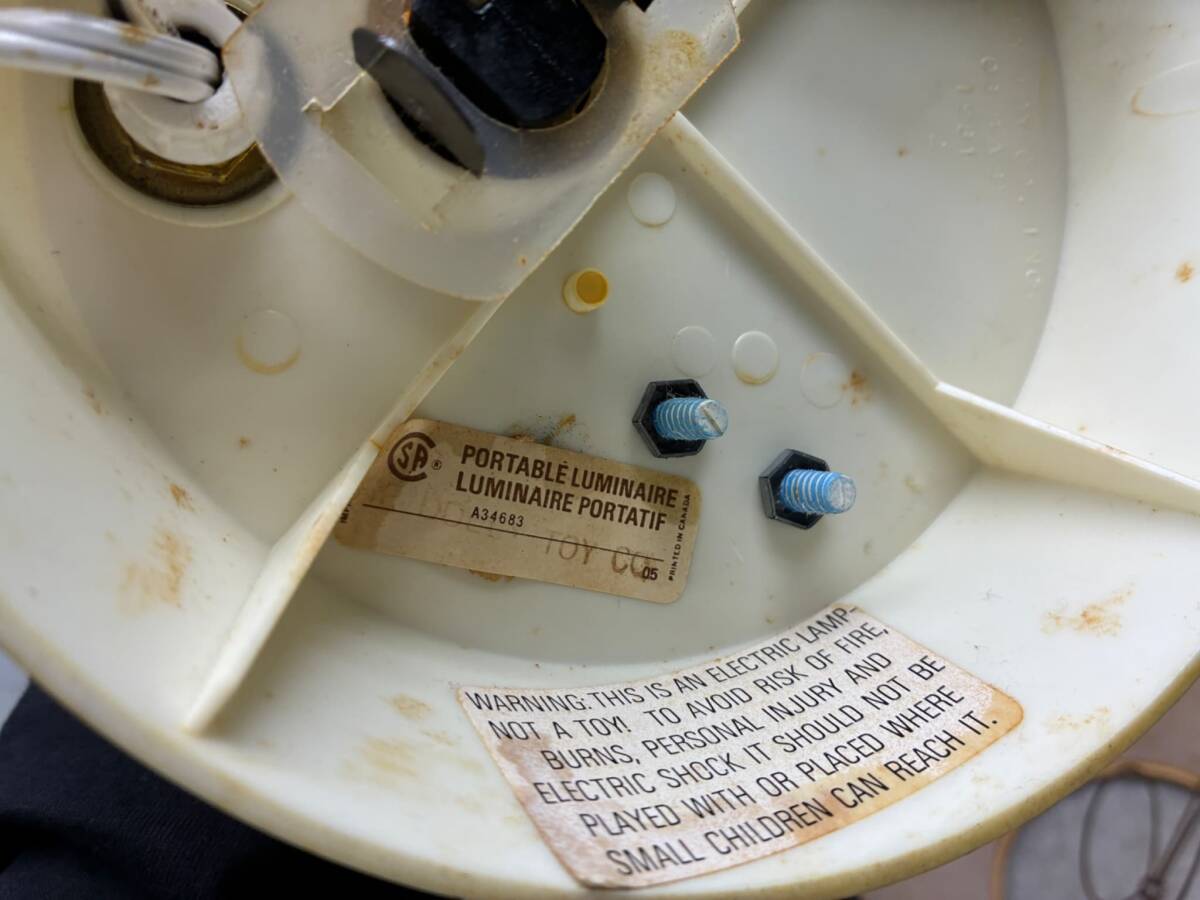 SA ®
PORTABLE LUMINAIRE
LUMINAIRE PORTATIF
A34683
TOY CO
05
PRINTED IN CANADA
WARNING: THIS IS AN ELECTRIC LAMP-
NOT A TOY! TO AVOID RISK OF FIRE,
BURNS, PERSONAL INJURY AND
ELECTRIC SHOCK IT SHOULD NOT BE
PLAYED WITH OR PLACED WHERE
SMALL CHILDREN CAN REACH IT.